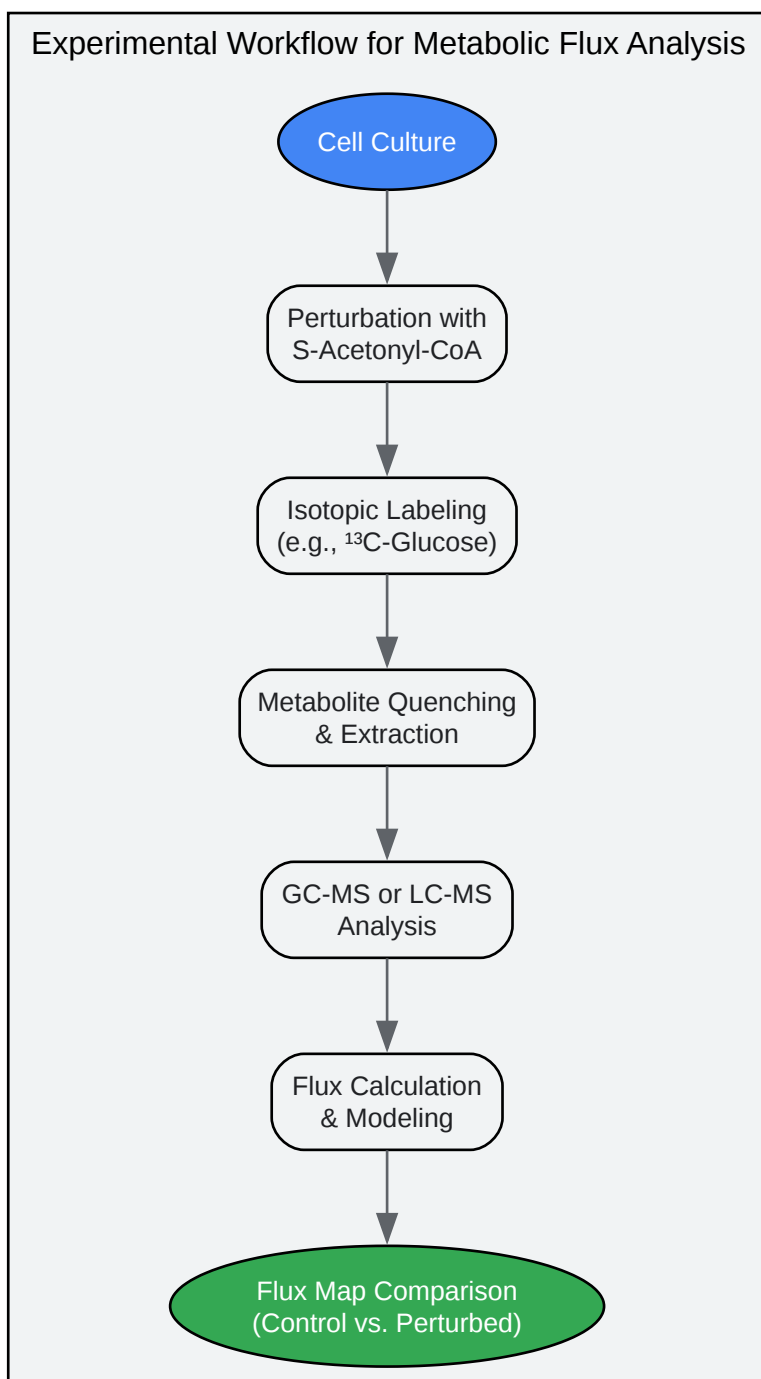 Experimental Workflow for Metabolic Flux Analysis
Cell Culture
Perturbation with
S-Acetonyl-CoA
Isotopic Labeling
(e.g., ¹³C-Glucose)
Metabolite Quenching
& Extraction
GC-MS or LC-MS
Analysis
Flux Calculation
& Modeling
Flux Map Comparison
(Control vs. Perturbed)